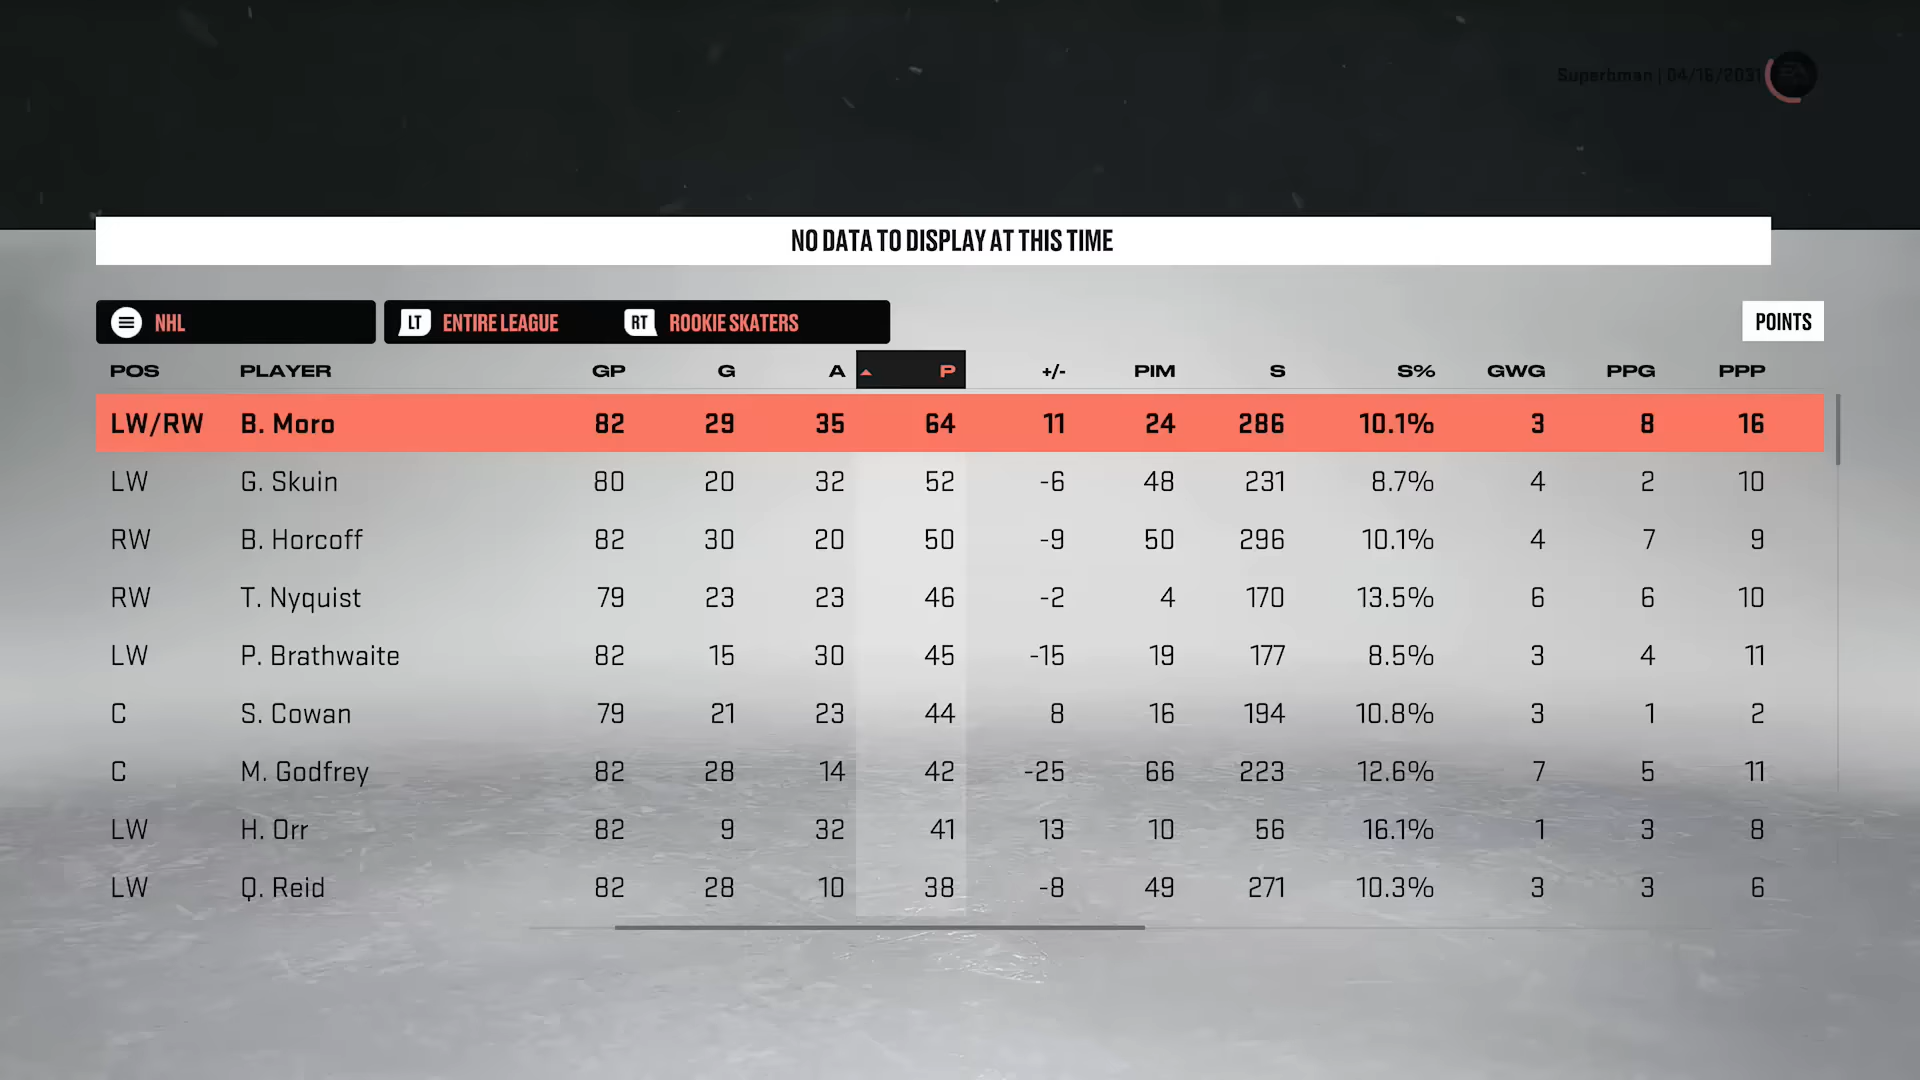 Superbman | 04/16/2031
NO DATA TO DISPLAY AT THIS TIME
NHL LT ENTIRE LEAGUE RT ROOKIE SKATERS POINTS
POS PLAYER GP G A P +/- PIM S S% GWG PPG PPP
LW/RW B. Moro 82 29 35 64 11 24 286 10.1% 3 8 16
LW G. Skuin 80 20 32 52 -6 48 231 8.7% 4 2 10
RW B. Horcoff 82 30 20 50 -9 50 296 10.1% 4 7 9
RW T. Nyquist 79 23 23 46 -2 4 170 13.5% 6 6 10
LW P. Brathwaite 82 15 30 45 -15 19 177 8.5% 3 4 11
C S. Cowan 79 21 23 44 8 16 194 10.8% 3 1 2
C M. Godfrey 82 28 14 42 -25 66 223 12.6% 7 5 11
LW H. Orr 82 9 32 41 13 10 56 16.1% 1 3 8
LW Q. Reid 82 28 10 38 -8 49 271 10.3% 3 3 6